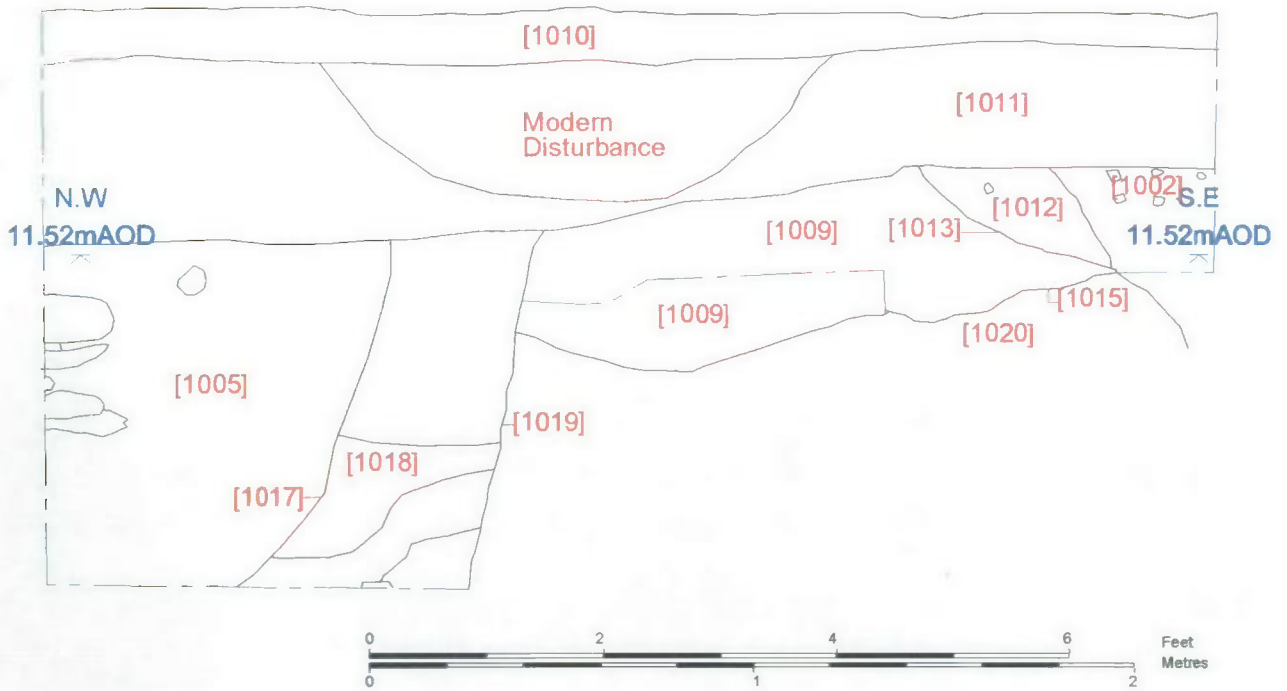 [1010]
[1011]
Modern
Disturbance
N.W
11.52mAOD
[1002]
S.E
11.52mAOD
[1012]
[1009]
[1013]
[1009]
[1015]
[1020]
[1005]
[1019]
[1018]
[1017]
0 2 4 6 Feet
Metres
0 1 2